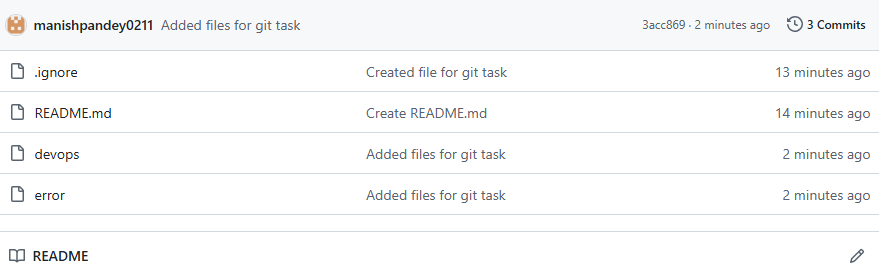 manishpandey0211 Added files for git task 3acc869 · 2 minutes ago 3 Commits
.ignore Created file for git task 13 minutes ago
README.md Create README.md 14 minutes ago
devops Added files for git task 2 minutes ago
error Added files for git task 2 minutes ago
README